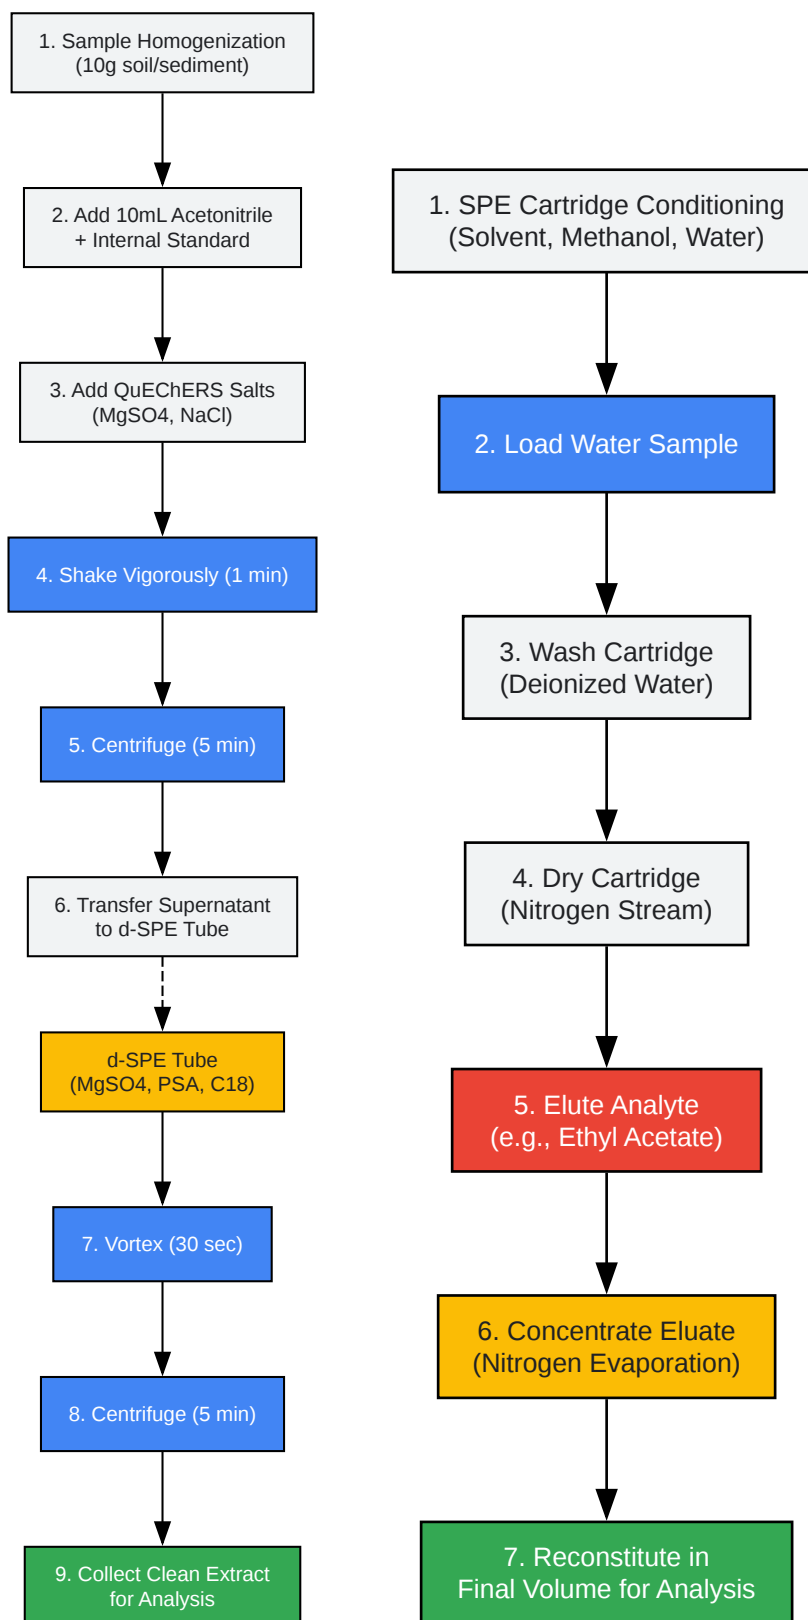 1. Sample Homogenization
(10g soil/sediment)
2. Add 10mL Acetonitrile
+ Internal Standard
3. Add QuEChERS Salts
(MgSO4, NaCl)
4. Shake Vigorously (1 min)
5. Centrifuge (5 min)
6. Transfer Supernatant
to d-SPE Tube
d-SPE Tube
(MgSO4, PSA, C18)
7. Vortex (30 sec)
8. Centrifuge (5 min)
9. Collect Clean Extract
for Analysis
1. SPE Cartridge Conditioning
(Solvent, Methanol, Water)
2. Load Water Sample
3. Wash Cartridge
(Deionized Water)
4. Dry Cartridge
(Nitrogen Stream)
5. Elute Analyte
(e.g., Ethyl Acetate)
6. Concentrate Eluate
(Nitrogen Evaporation)
7. Reconstitute in
Final Volume for Analysis